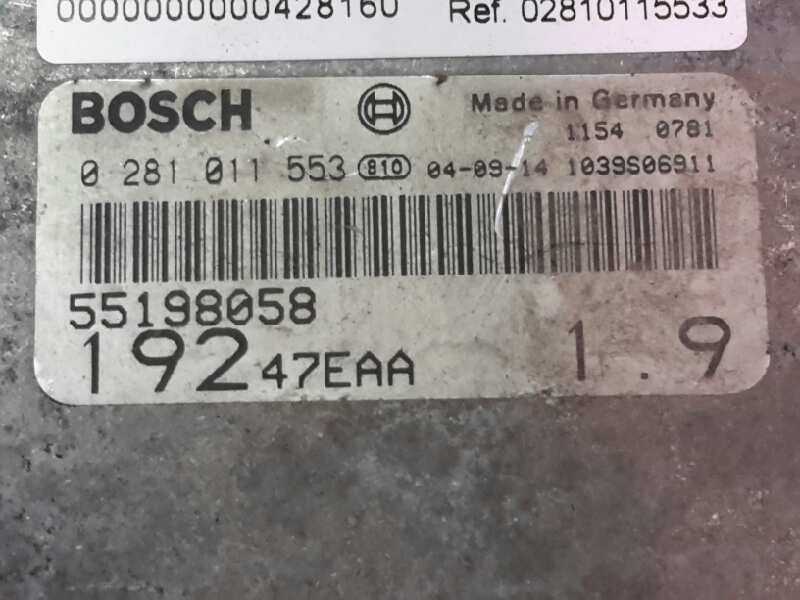 0000000000428160 Ref. 02810115533
BOSCH Made in Germany
1154 0781
0 281 011 553 810 04-09-14 1039S06911
55198058
192 47EAA 1.9